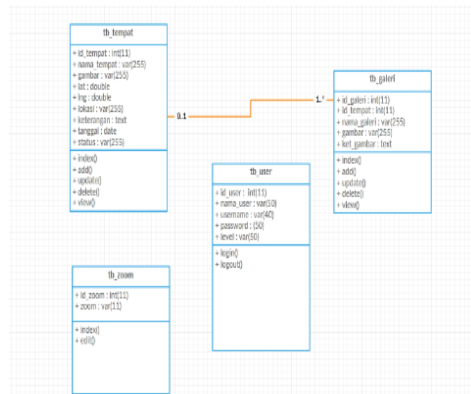 tb_tempat
+ id_tempat : int(11)
+ nama_tempat : var(255)
+ gambar : var(255)
+ lat : double
+ lng : double
+ lokasi : var(255)
+ keterangan : text
+ tanggal : date
+ status : var(255)
+ index()
+ add()
+ update()
+ delete()
+ view()
0.1
1..*
tb_galeri
+ id_galeri : int(11)
+ id_tempat : int(11)
+ nama_galeri : var(255)
+ gambar : var(255)
+ ket_gambar : text
+ index()
+ add()
+ update()
+ delete()
+ view()
tb_user
+ id_user : int(11)
+ nama_user : var(50)
+ username : var(40)
+ password : (50)
+ level : var(50)
+ login()
+ logout()
tb_zoom
+ id_zoom : int(11)
+ zoom : var(11)
+ index()
+ edit()